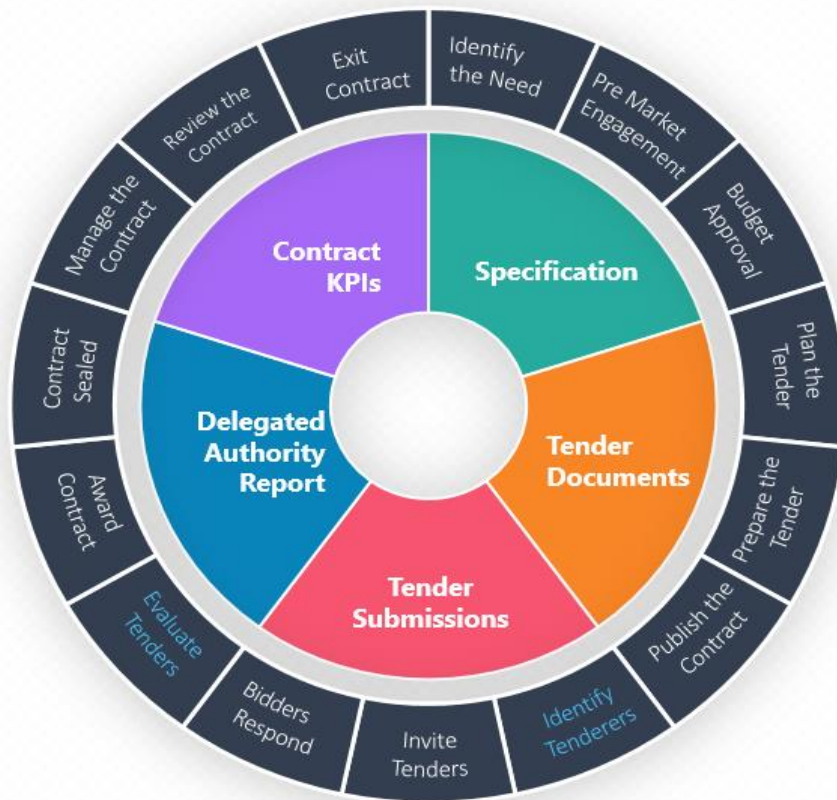 Identify
the Need
Pre Market
Engagement
Budget
Approval
Plan the
Tender
Prepare the
Tender
Publish the
Contract
Identify
Tenderers
Invite
Tenders
Bidders
Respond
Evaluate
Tenders
Award
Contract
Contract
Sealed
Manage the
Contract
Review the
Contract
Exit
Contract
Specification
Tender
Documents
Tender
Submissions
Delegated
Authority
Report
Contract
KPIs